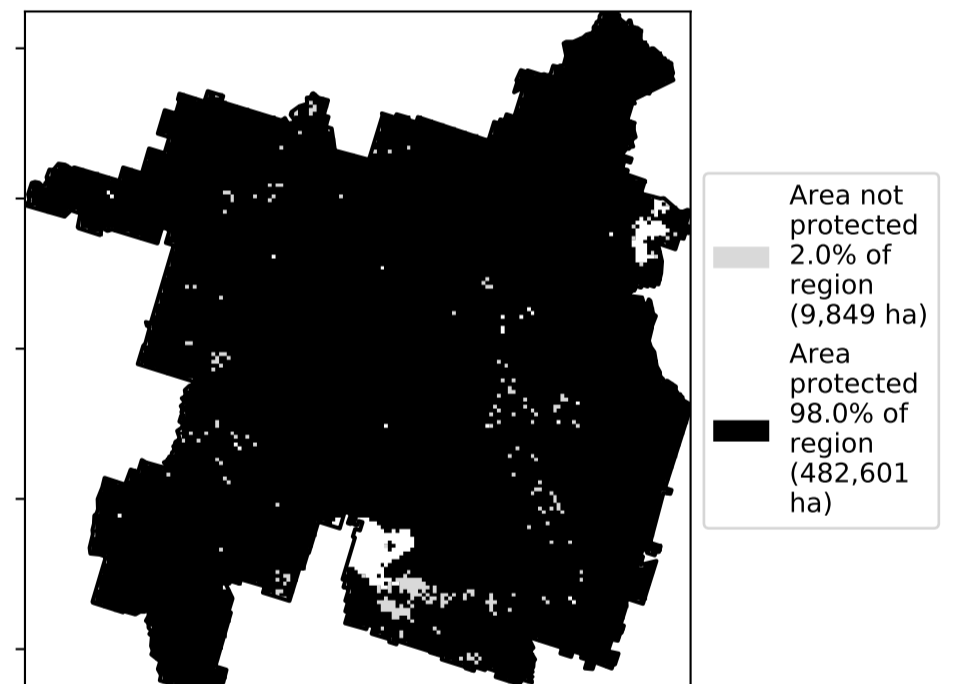 Area not
protected
2.0% of
region
(9,849 ha)
Area
protected
98.0% of
region
(482,601
ha)